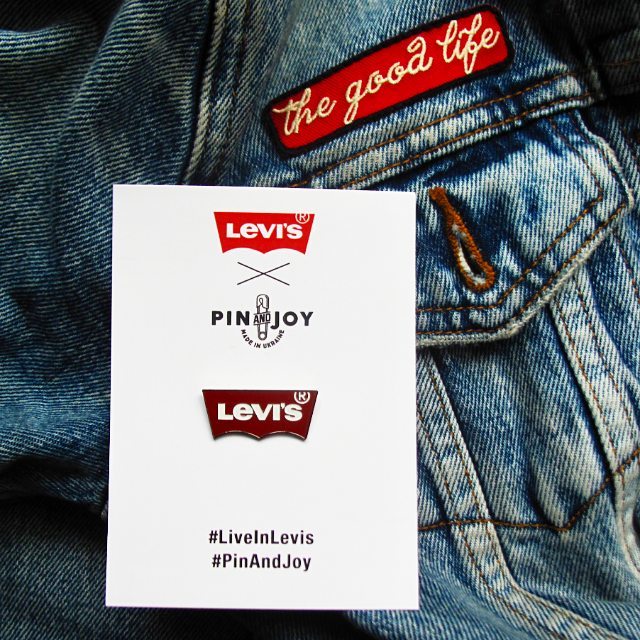 the good life
LEVI'S®
PIN AND JOY
MADE IN UKRAINE
LEVI'S®
#LiveInLevis
#PinAndJoy